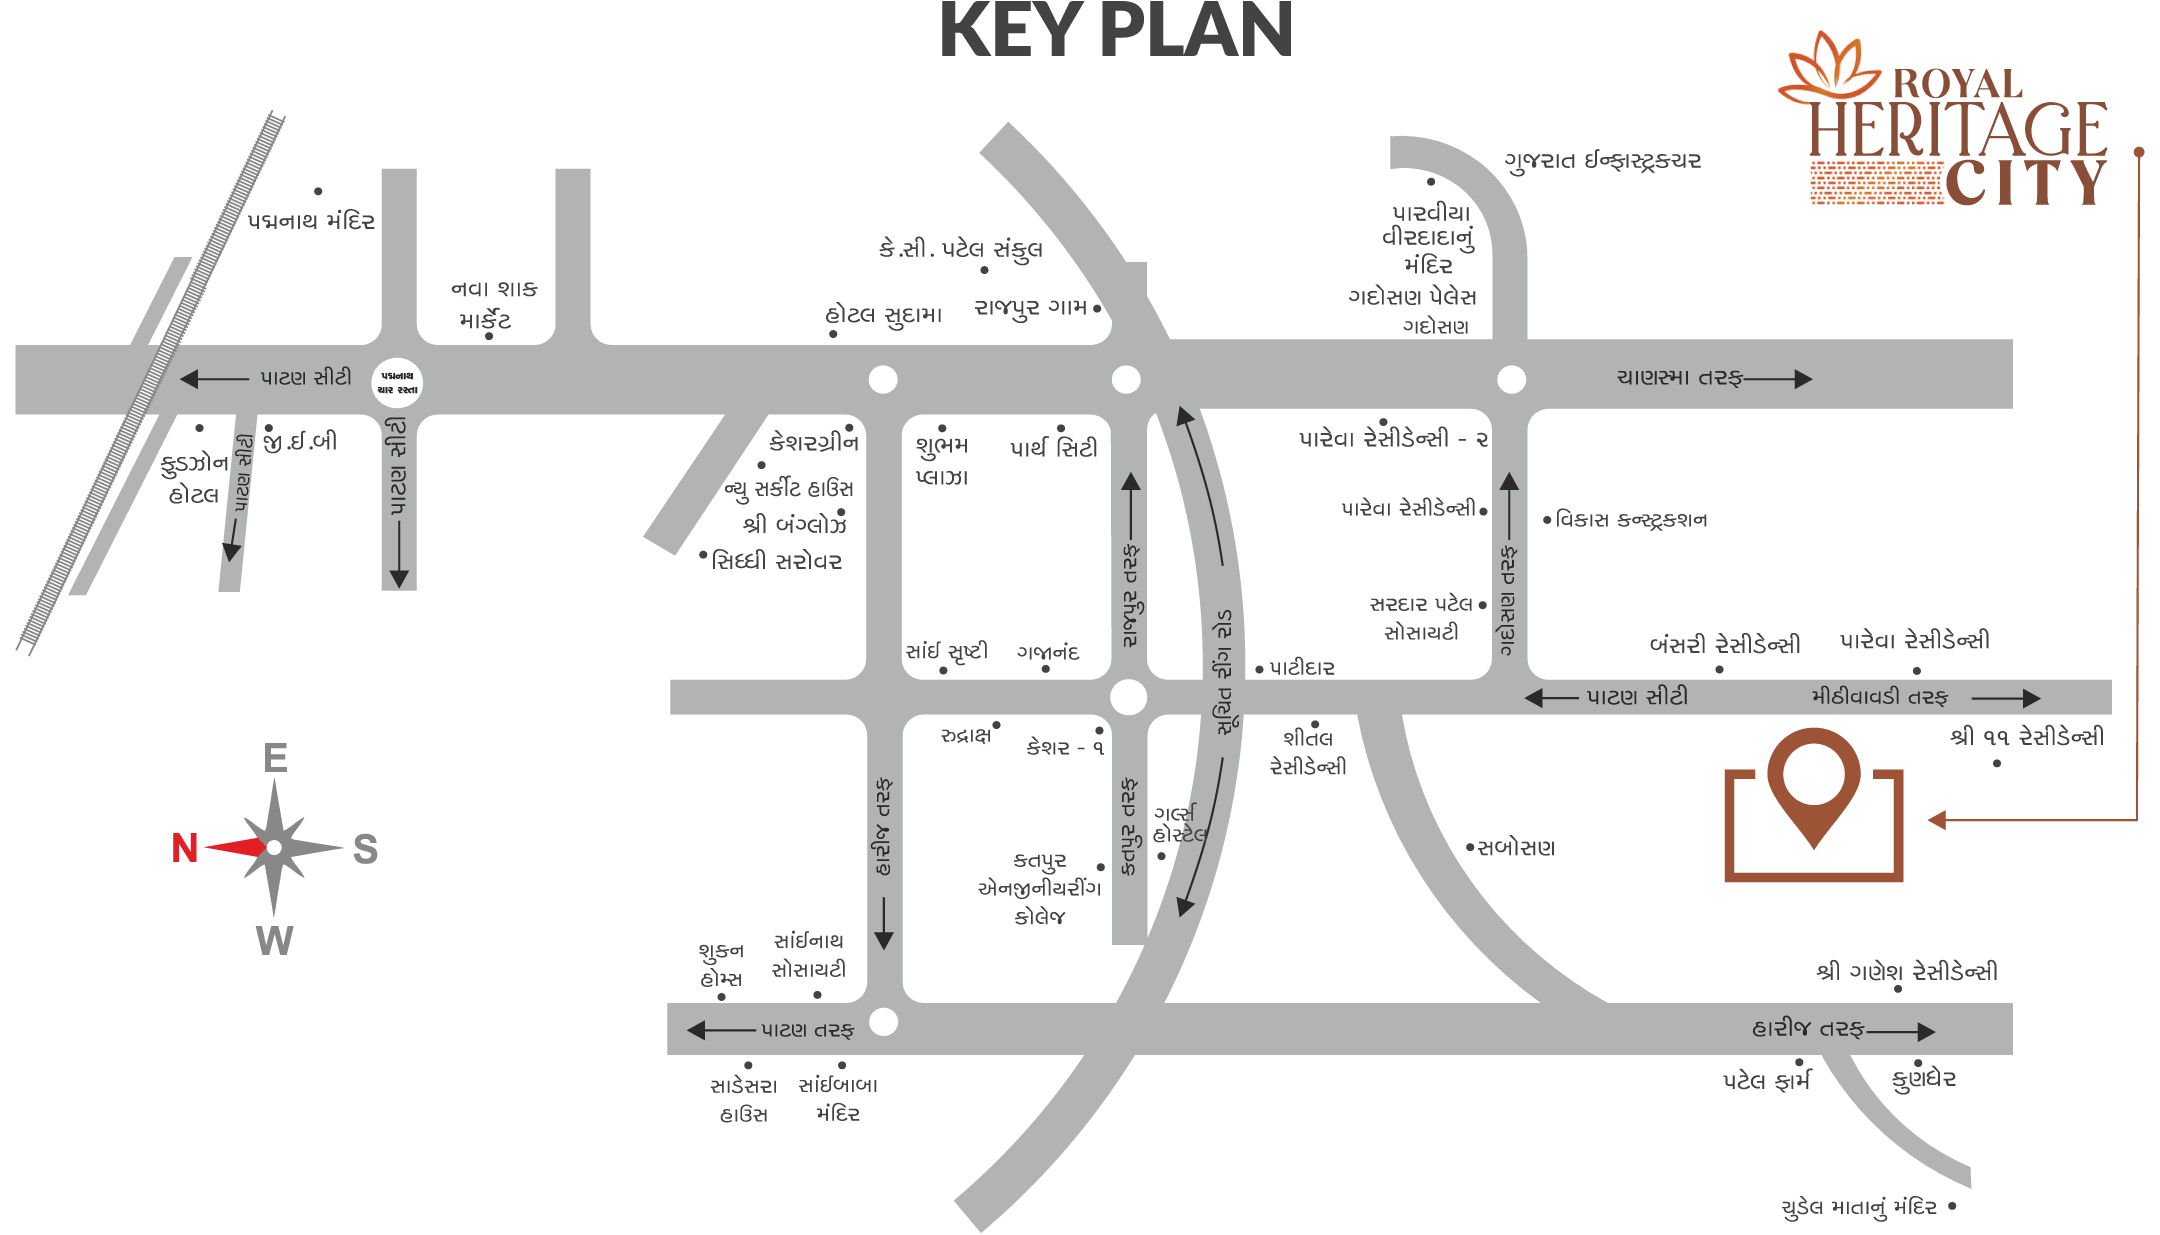 KEY PLAN
ROYAL
HERITAGE
CITY
ગુજરાત ઈન્ફાસ્ટ્રકચર
પદ્મનાથ મંદિર
પારવીયા
વીરદાદાનું
મંદિર
ગદોસણ પેલેસ
ગદોસણ
કે.સી. પટેલ સંકુલ
નવા શાક
માર્કેટ
હોટલ સુદામા
રાજપુર ગામ
પાટણ સીટી
પદ્મનાથ
ચાર રસ્તા
ચાણસ્મા તરફ
કુડઝોન
હોટલ
પાટણ સીટી
જી.ઈ.બી
પાટણ સીટી
કેશરગ્રીન
ન્યુ સર્કીટ હાઉસ
શ્રી બંગ્લોઝ
સિધ્ધી સરોવર
શુભમ
પ્લાઝા
પાર્થ સિટી
પારેવા રેસીડેન્સી - ૨
પારેવા રેસીડેન્સી
વિકાસ કન્સ્ટ્રકશન
રાજપુર તરફ
ગદોસણ તરફ
સરદાર પટેલ
સોસાયટી
સાંઈ સૃષ્ટી
ગજાનંદ
સૂચિત રીંગ રોડ
પાટીદાર
બંસરી રેસીડેન્સી
પારેવા રેસીડેન્સી
પાટણ સીટી
મીઠીવાવડી તરફ
રુદ્રાક્ષ
કેશર - ૧
શીતલ
રેસીડેન્સી
શ્રી ૧૧ રેસીડેન્સી
E
N
S
W
હારીજ તરફ
કતપુર તરફ
ગર્લ્સ
હોસ્ટેલ
સબોસણ
કતપુર
એનજીનીયરીંગ
કોલેજ
શુકન
હોમ્સ
સાંઈનાથ
સોસાયટી
શ્રી ગણેશ રેસીડેન્સી
પાટણ તરફ
હારીજ તરફ
સાડેસરા
હાઉસ
સાંઈબાબા
મંદિર
પટેલ ફાર્મ
કુણઘેર
ચુડેલ માતાનું મંદિર